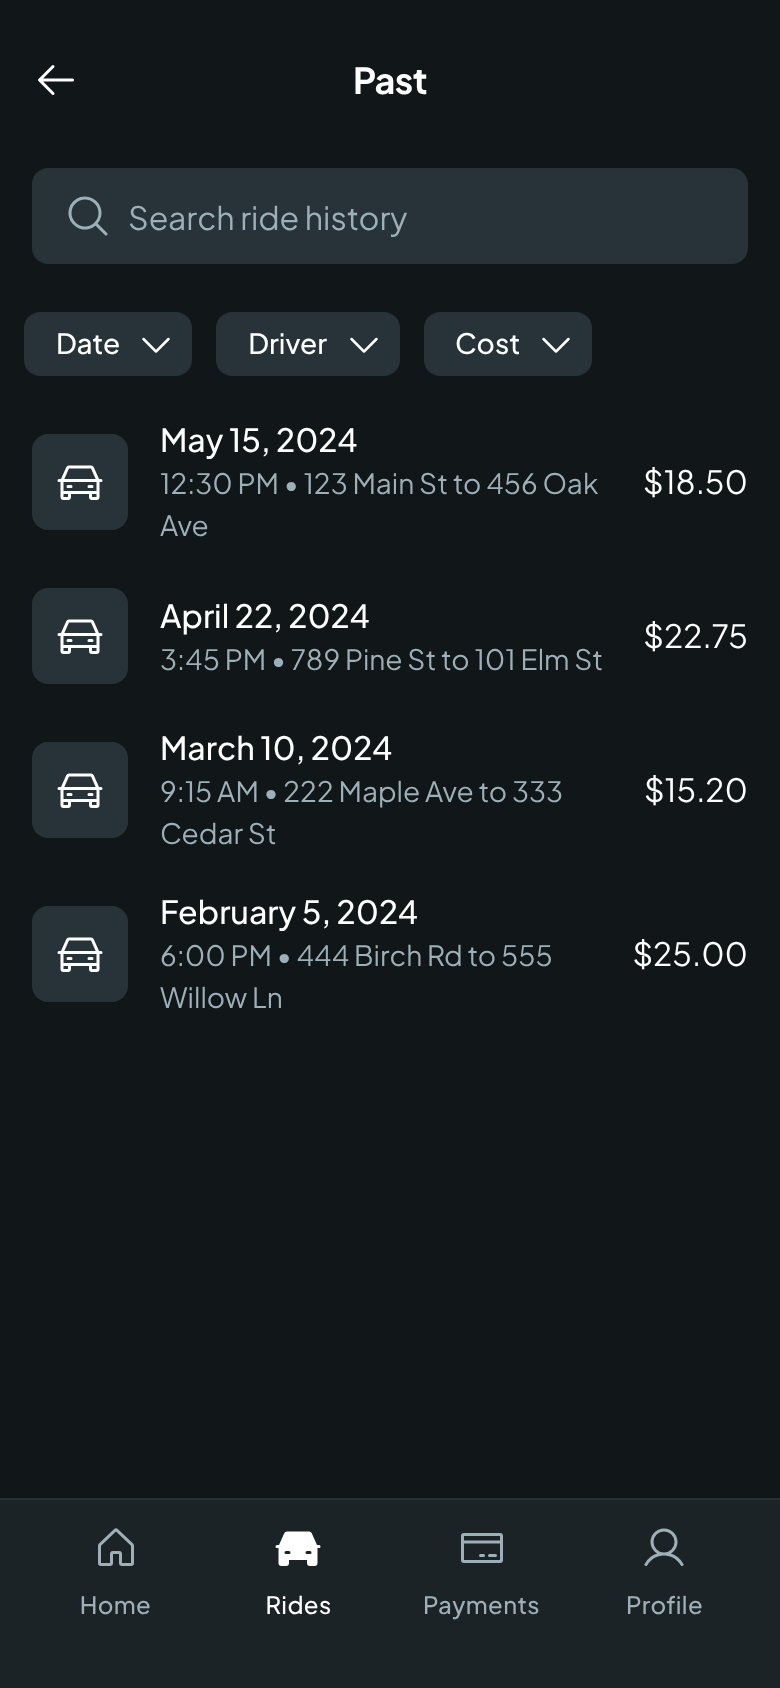 Past
Search ride history
Date
Driver
Cost
May 15, 2024
12:30 PM • 123 Main St to 456 Oak
Ave
$18.50
April 22, 2024
3:45 PM • 789 Pine St to 101 Elm St
$22.75
March 10, 2024
9:15 AM • 222 Maple Ave to 333
Cedar St
$15.20
February 5, 2024
6:00 PM • 444 Birch Rd to 555
Willow Ln
$25.00
Home
Rides
Payments
Profile